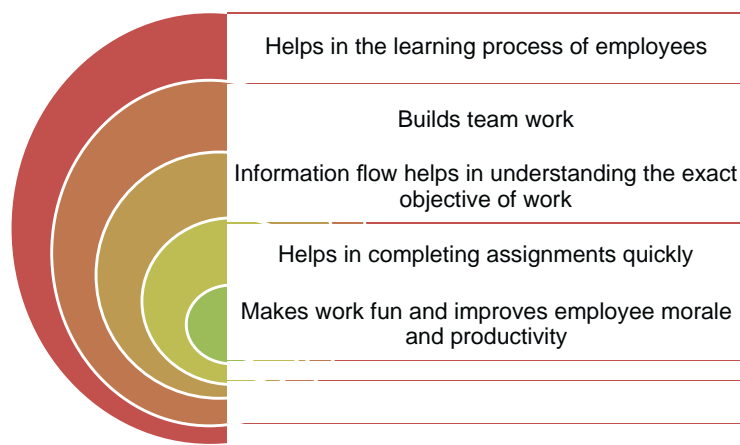 Helps in the learning process of employees
Builds team work
Information flow helps in understanding the exact
objective of work
Helps in completing assignments quickly
Makes work fun and improves employee morale
and productivity